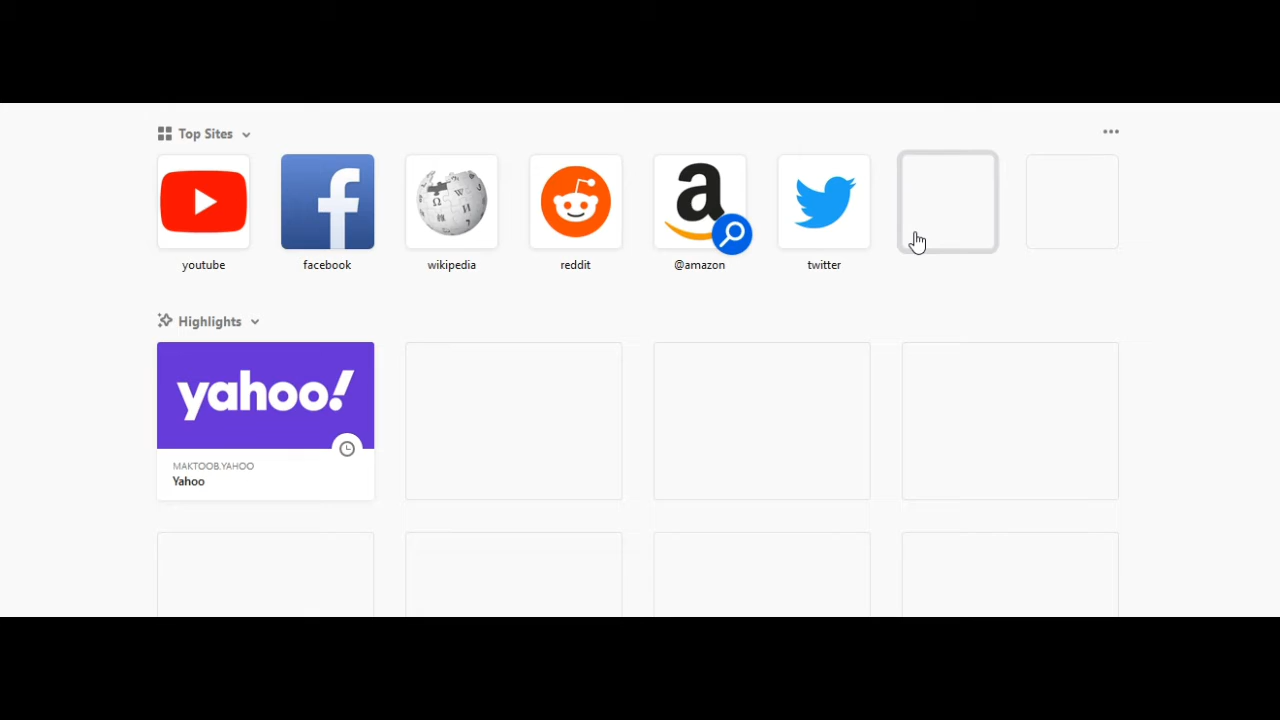 Top Sites
youtube
facebook
wikipedia
reddit
@amazon
twitter
Highlights
yahoo!
MAKTOOB.YAHOO
Yahoo